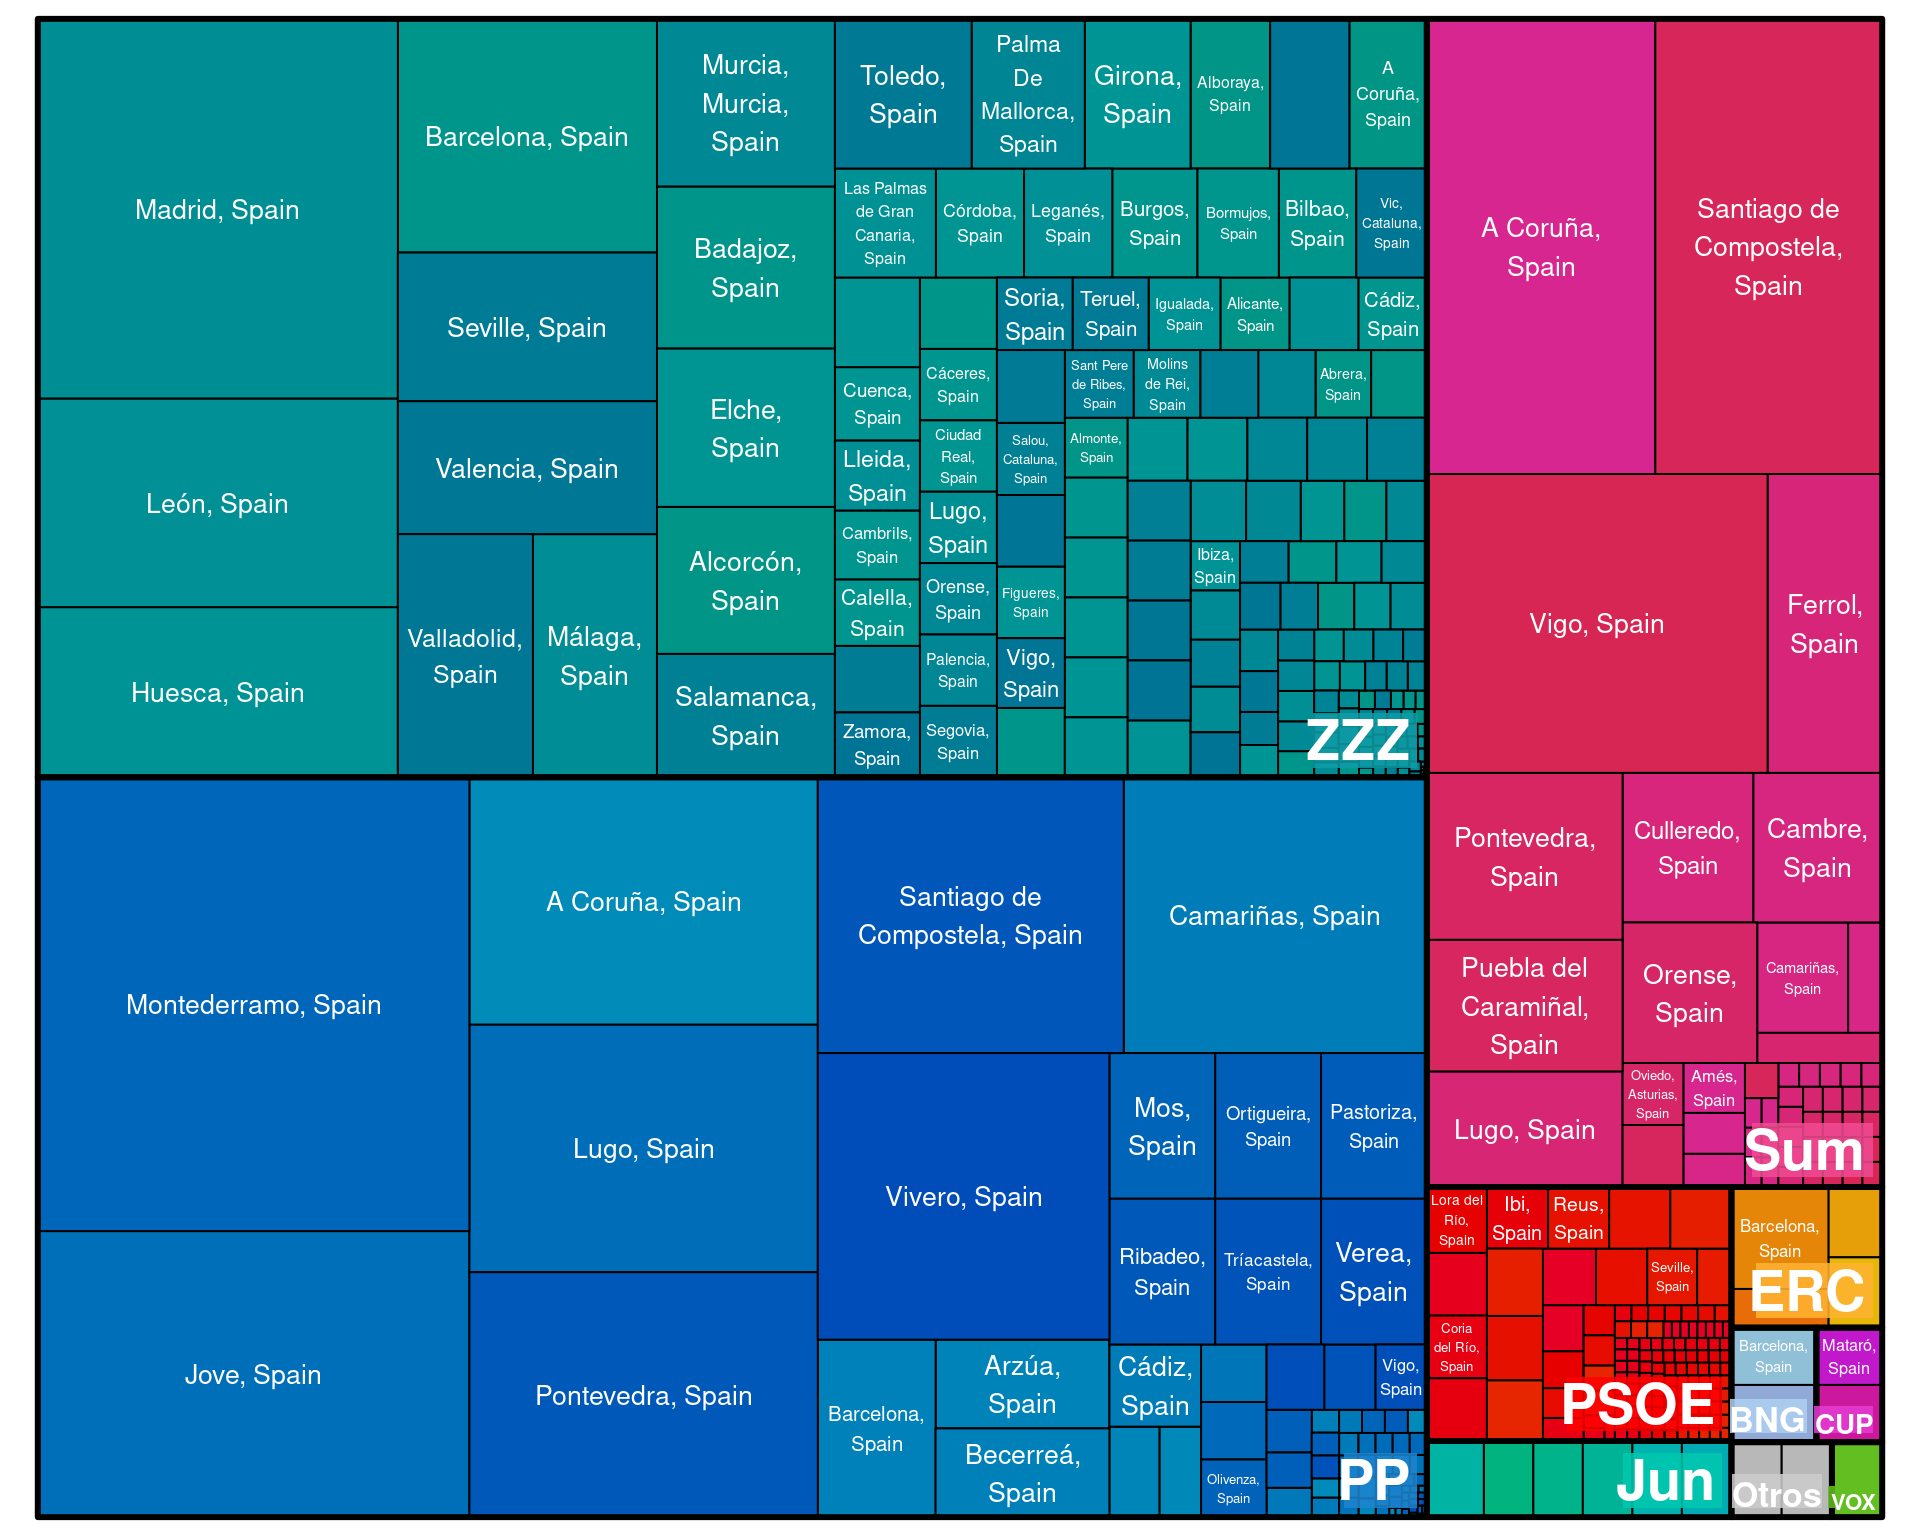 Madrid, Spain
León, Spain
Huesca, Spain
Barcelona, Spain
Seville, Spain
Valencia, Spain
Valladolid,
Spain
Málaga,
Spain
Murcia,
Murcia,
Spain
Badajoz,
Spain
Elche,
Spain
Alcorcón,
Spain
Salamanca,
Spain
Toledo,
Spain
Palma
De
Mallorca,
Spain
Girona,
Spain
Alboraya,
Spain
A
Coruña,
Spain
Las Palmas
de Gran
Canaria,
Spain
Córdoba,
Spain
Leganés,
Spain
Burgos,
Spain
Bormujos,
Spain
Bilbao,
Spain
Vic,
Cataluna,
Spain
Cuenca,
Spain
Lleida,
Spain
Cambrils,
Spain
Calella,
Spain
Zamora,
Spain
Cáceres,
Spain
Ciudad
Real,
Spain
Lugo,
Spain
Orense,
Spain
Palencia,
Spain
Segovia,
Spain
Soria,
Spain
Teruel,
Spain
Igualada,
Spain
Alicante,
Spain
Cádiz,
Spain
Salou,
Cataluna,
Spain
Figueres,
Spain
Vigo,
Spain
Sant Pere
de Ribes,
Spain
Molins
de Rei,
Spain
Abrera,
Spain
Almonte,
Spain
Ibiza,
Spain
ZZZ
Montederramo, Spain
Jove, Spain
A Coruña, Spain
Lugo, Spain
Pontevedra, Spain
Santiago de
Compostela, Spain
Camariñas, Spain
Vivero, Spain
Mos,
Spain
Ortigueira,
Spain
Pastoriza,
Spain
Ribadeo,
Spain
Tríacastela,
Spain
Verea,
Spain
Barcelona,
Spain
Arzúa,
Spain
Becerreá,
Spain
Cádiz,
Spain
Olivenza,
Spain
Vigo,
Spain
PP
A Coruña,
Spain
Santiago de
Compostela,
Spain
Vigo, Spain
Ferrol,
Spain
Pontevedra,
Spain
Puebla del
Caramiñal,
Spain
Lugo, Spain
Culleredo,
Spain
Cambre,
Spain
Orense,
Spain
Camariñas,
Spain
Oviedo,
Asturias,
Spain
Amés,
Spain
Sum
Lora del
Río,
Spain
Coria
del Río,
Spain
Ibi,
Spain
Reus,
Spain
Seville,
Spain
PSOE
Barcelona,
Spain
ERC
Barcelona,
Spain
BNG
Mataró,
Spain
CUP
Jun
Otros
VOX